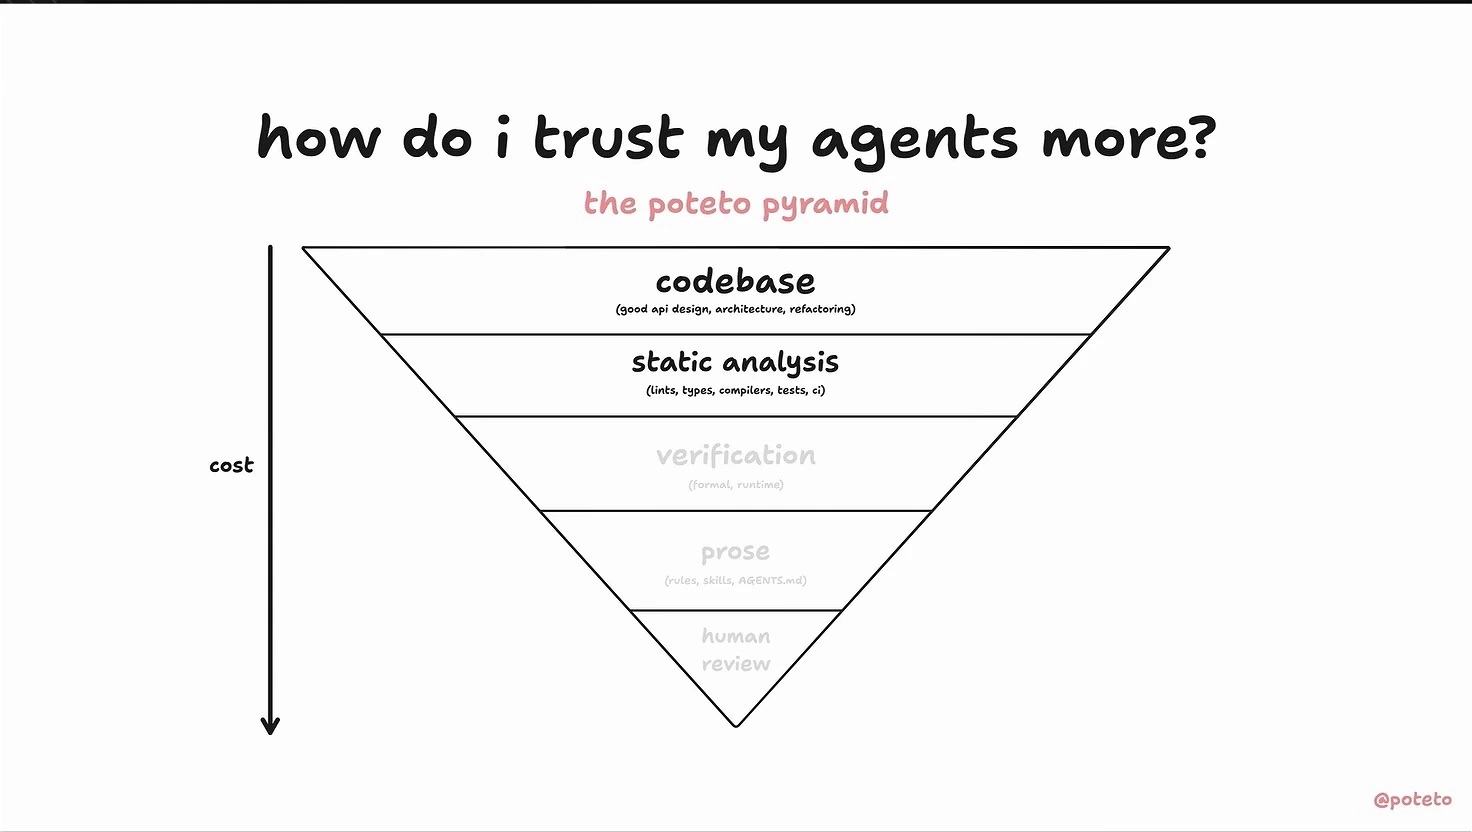 how do i trust my agents more?
the poteto pyramid
codebase
(good api design, architecture, refactoring)
static analysis
(lints, types, compilers, tests, ci)
verification
(formal, runtime)
cost
prose
(rules, skills, AGENTS.md)
human
review
@poteto